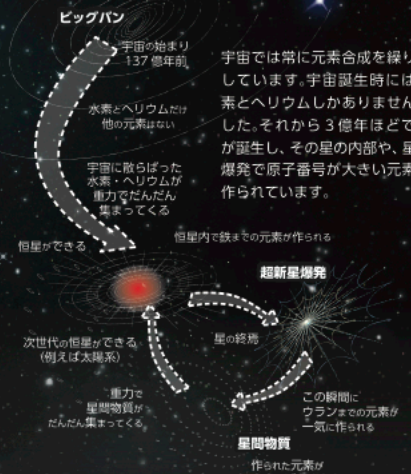 ビッグバン
宇宙の始まり
137 億年前
水素とヘリウムだけ
他の元素はない
宇宙に散らばった
水素・ヘリウムが
重力でだんだん
集まってくる
恒星ができる
宇宙では常に元素合成を繰り
しています。宇宙誕生時には
素とヘリウムしかありません
した。それから 3 億年ほどで
が誕生し、その星の内部や、星
爆発で原子番号が大きい元素
作られています。
恒星内で鉄までの元素が作られる
超新星爆発
次世代の恒星ができる
(例えば太陽系)
星の終焉
重力で
星間物質が
だんだん集まってくる
この瞬間に
ウランまでの元素が
一気に作られる
星間物質
作られた元素が